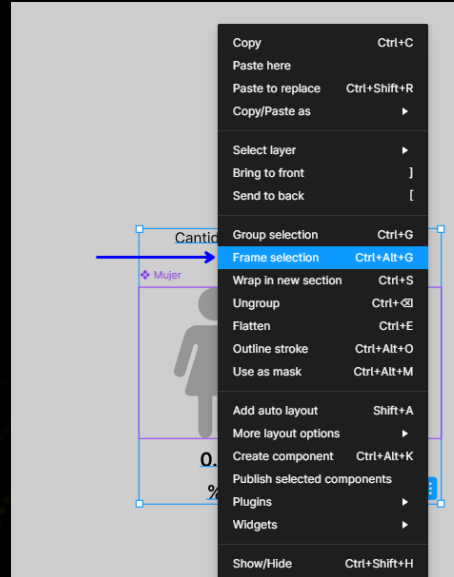 Copy Ctrl+C
Paste here
Paste to replace Ctrl+Shift+R
Copy/Paste as
Select layer
Bring to front ]
Send to back [
Cantid
Group selection Ctrl+G
Frame selection Ctrl+Alt+G
Mujer
Wrap in new section Ctrl+S
Ungroup Ctrl+⌫
Flatten Ctrl+E
Outline stroke Ctrl+Alt+O
Use as mask Ctrl+Alt+M
Add auto layout Shift+A
More layout options
Create component Ctrl+Alt+K
0.
Publish selected components
%
Plugins
Widgets
Show/Hide Ctrl+Shift+H